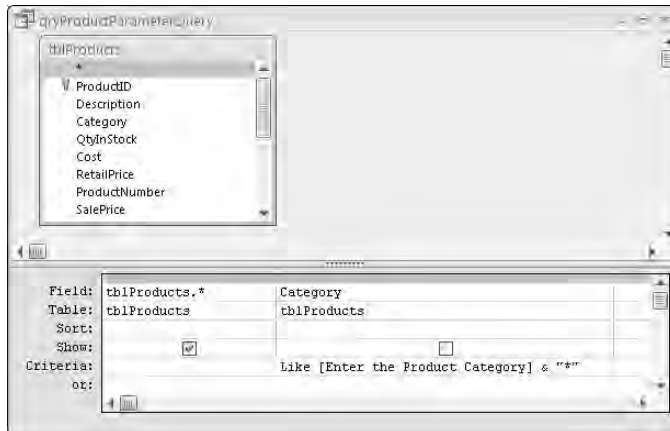 qryProductParameterQuery
tblProducts
*
ProductID
Description
Category
QtyInStock
Cost
RetailPrice
ProductNumber
SalePrice
Field: tblProducts.* Category
Table: tblProducts tblProducts
Sort:
Show:
Criteria: Like [Enter the Product Category] & "*"
or: